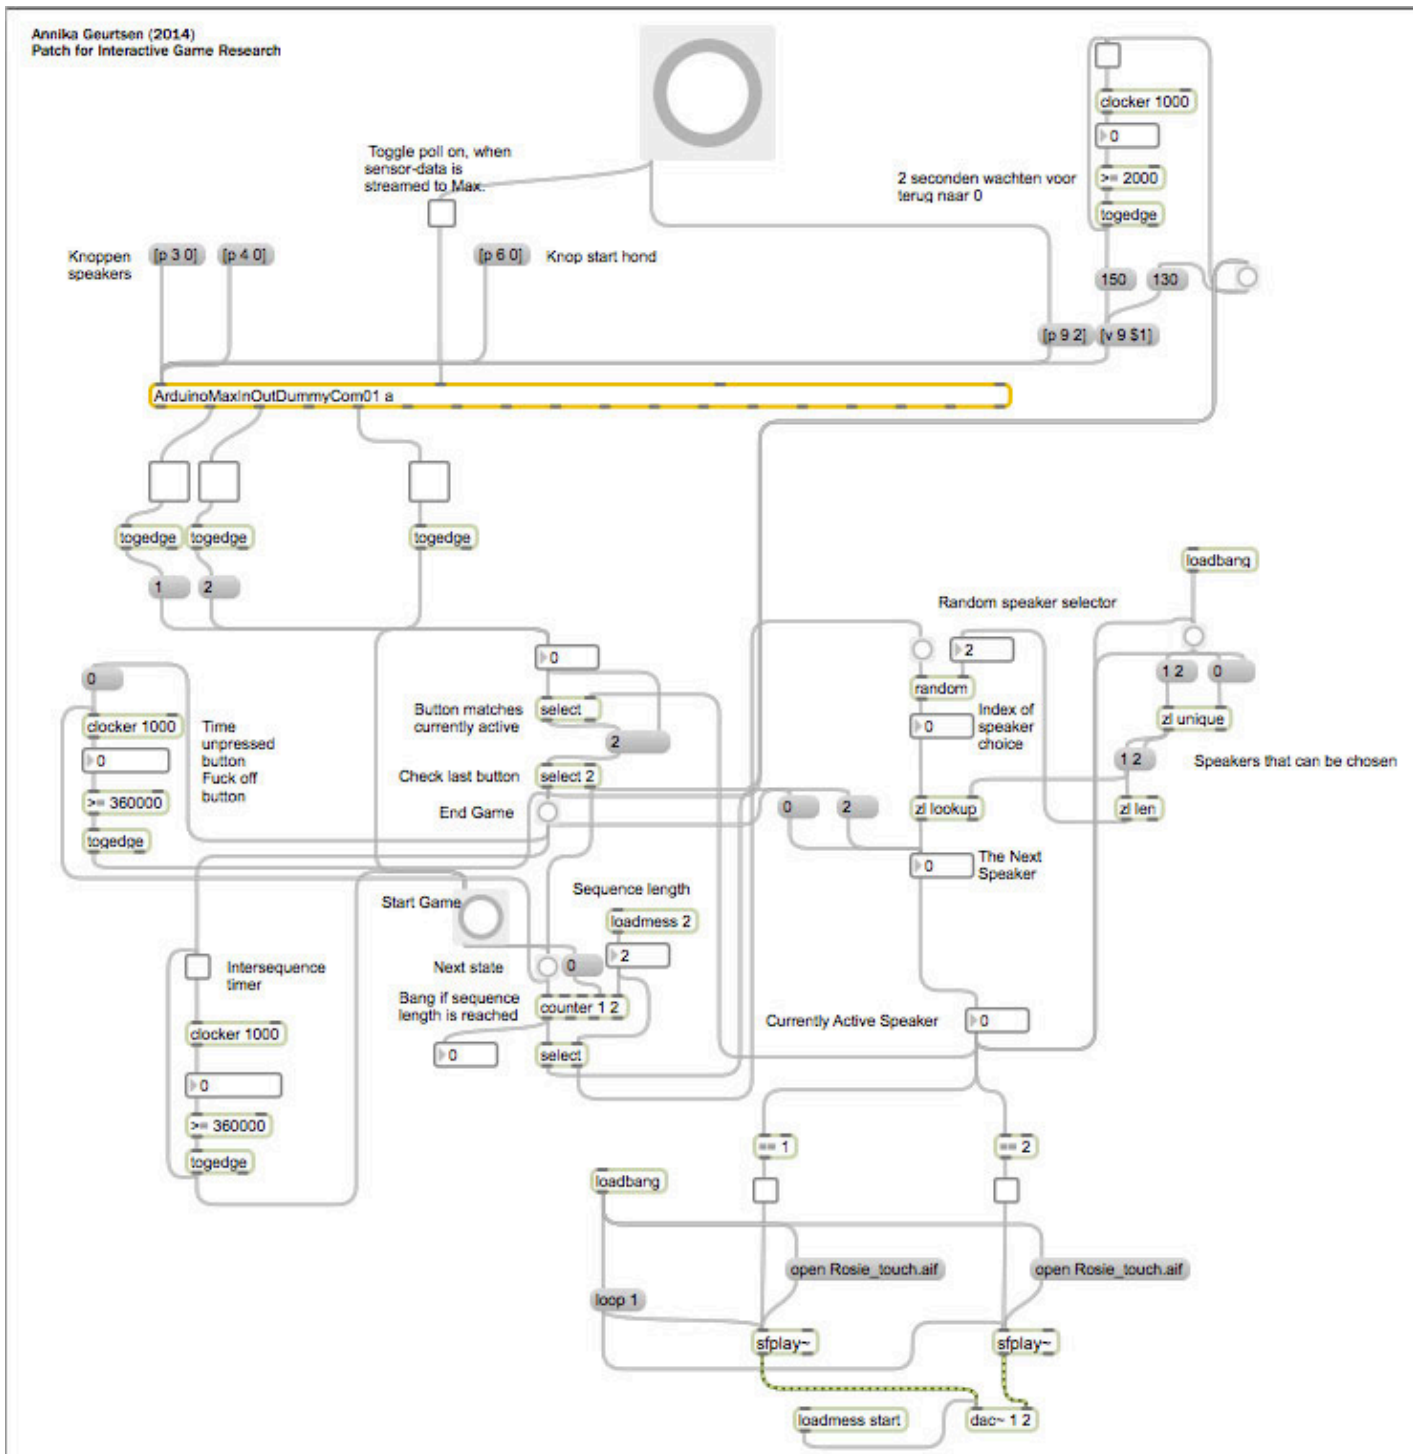 Annika Geurtsen (2014)
Patch for Interactive Game Research
clocker 1000
0
>= 2000
togedge
2 seconden wachten voor
terug naar 0
Toggle poll on, when
sensor-data is
streamed to Max.
Knoppen
speakers
[p 3 0]
[p 4 0]
[p 6 0]
Knop start hond
150
130
[p 9 2]
[v 9 $1]
ArduinoMaxInOutDummyCom01 a
togedge
togedge
togedge
1
2
loadbang
Random speaker selector
0
2
1 2
0
0
select
random
clocker 1000
Time
unpressed
button
Fuck off
button
Button matches
currently active
0
Index of
speaker
choice
zl unique
2
0
Check last button
select 2
1 2
Speakers that can be chosen
>= 360000
End Game
0
2
zl lookup
zl len
togedge
0
The Next
Speaker
Sequence length
Start Game
loadmess 2
2
Intersequence
timer
Next state
0
Bang if sequence
length is reached
counter 1 2
Currently Active Speaker
0
clocker 1000
0
select
0
>= 360000
togedge
== 1
== 2
loadbang
open Rosie_touch.aif
open Rosie_touch.aif
loop 1
sfplay~
sfplay~
loadmess start
dac~ 1 2